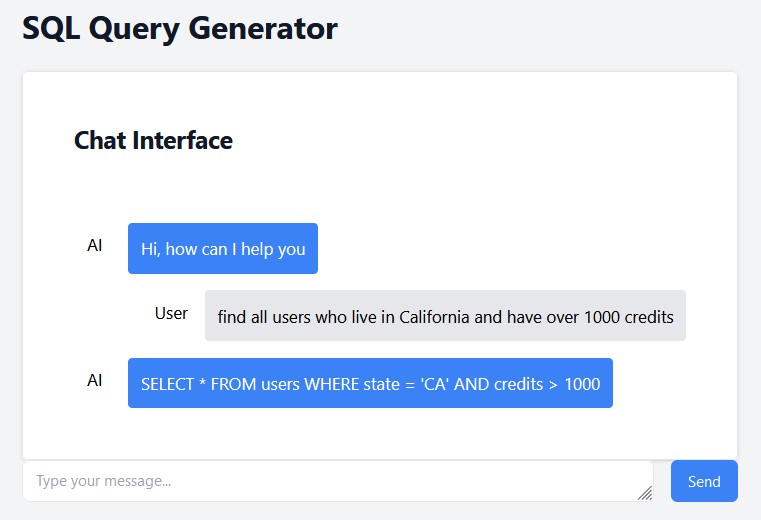 SQL Query Generator
Chat Interface
AI
Hi, how can I help you
User
find all users who live in California and have over 1000 credits
AI
SELECT * FROM users WHERE state = 'CA' AND credits > 1000
Type your message...
Send